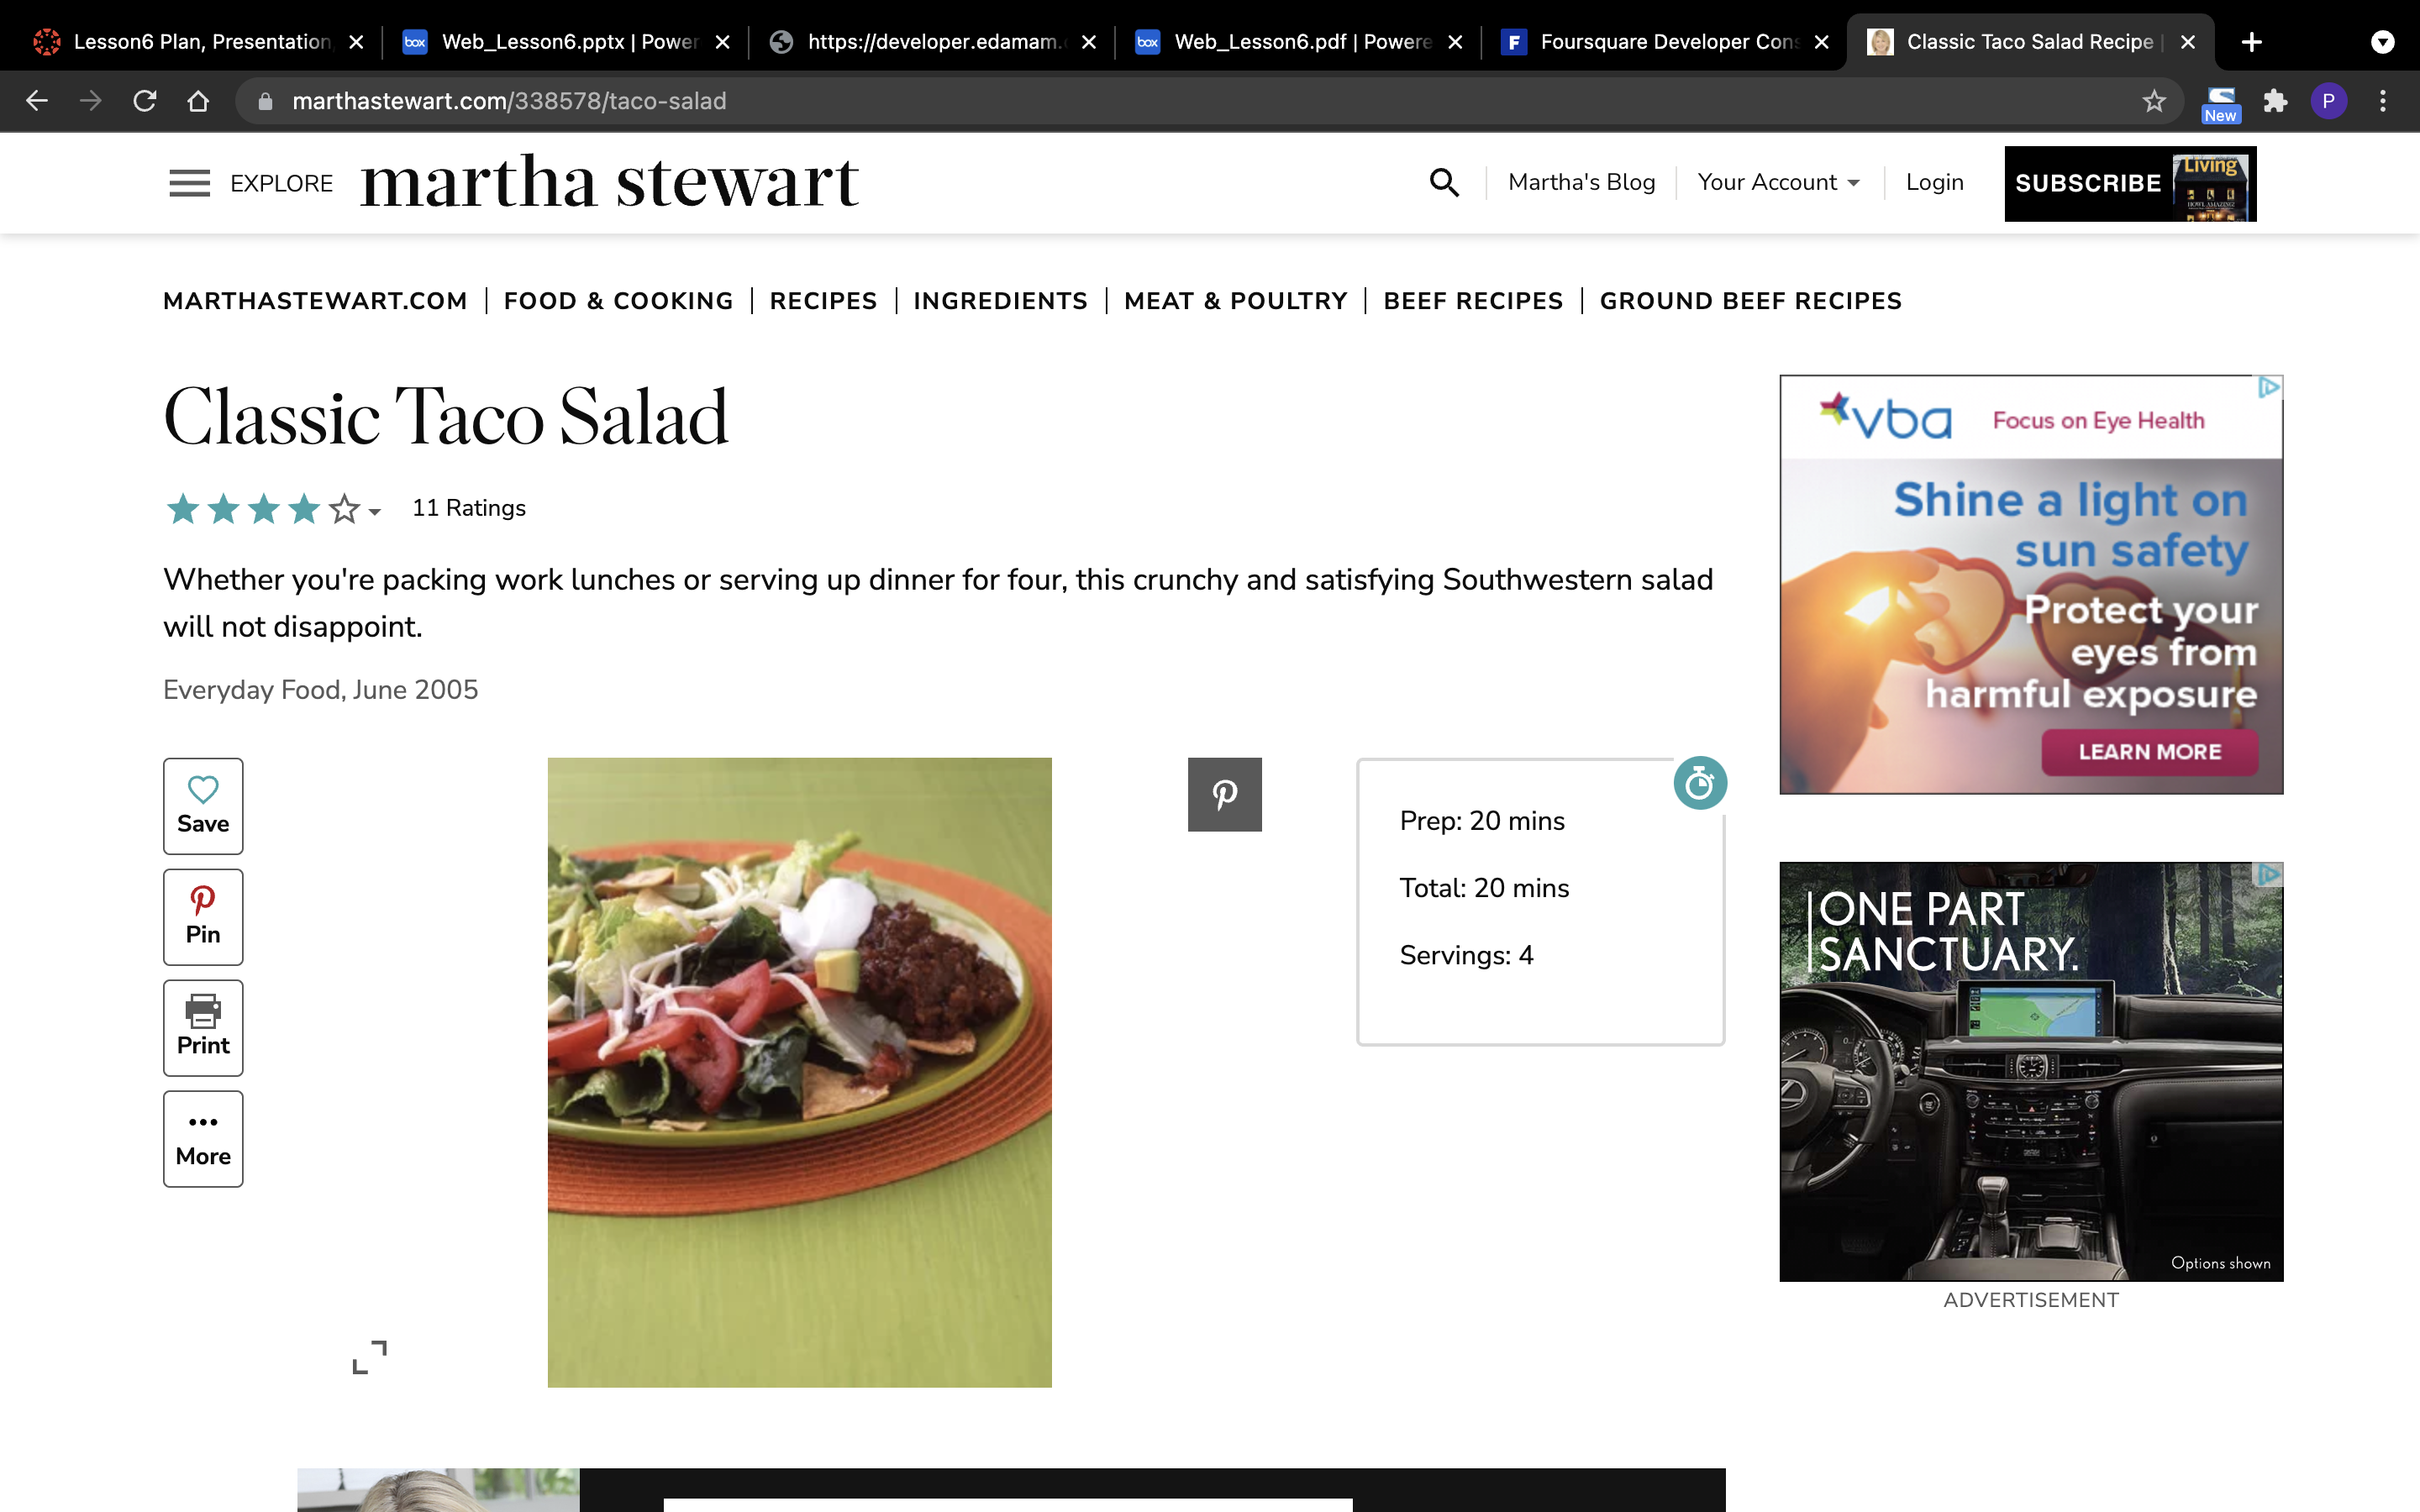 Lesson6 Plan, Presentation,
Web_Lesson6.pptx | Power
https://developer.edamam.
Web_Lesson6.pdf | Powere
Foursquare Developer Cons
Classic Taco Salad Recipe |
marthastewart.com/338578/taco-salad
New
P
EXPLORE
martha stewart
Martha's Blog
Your Account
Login
SUBSCRIBE
Living
MARTHASTEWART.COM | FOOD & COOKING | RECIPES | INGREDIENTS | MEAT & POULTRY | BEEF RECIPES | GROUND BEEF RECIPES
Classic Taco Salad
11 Ratings
Whether you're packing work lunches or serving up dinner for four, this crunchy and satisfying Southwestern salad
will not disappoint.
Everyday Food, June 2005
Save
Pin
Print
More
Prep: 20 mins
Total: 20 mins
Servings: 4
vba
Focus on Eye Health
Shine a light on
sun safety
Protect your
eyes from
harmful exposure
LEARN MORE
ONE PART
SANCTUARY.
Options shown
ADVERTISEMENT